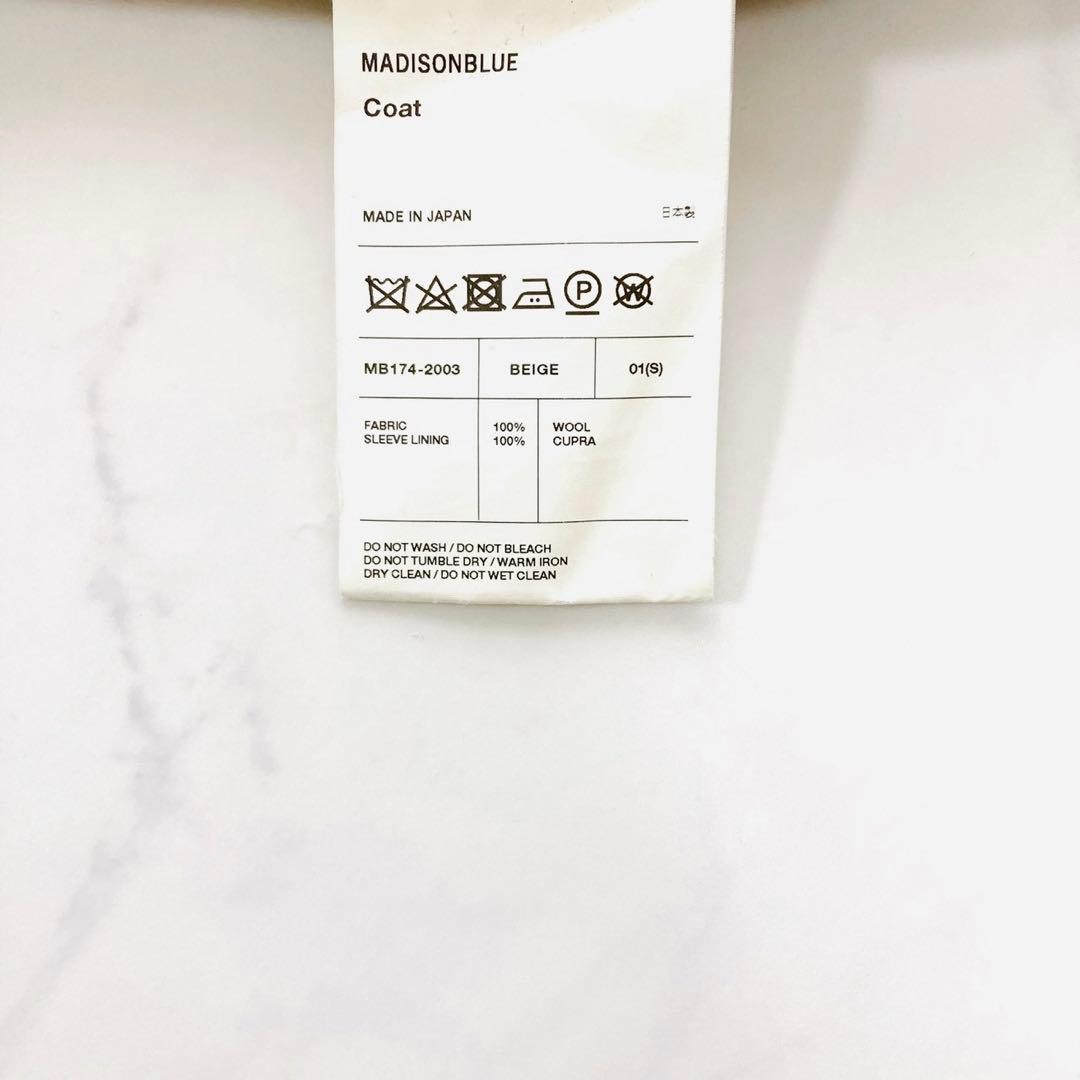 MADISONBLUE
Coat
MADE IN JAPAN 日本製
P W
MB174-2003 BEIGE 01(S)
FABRIC 100% WOOL
SLEEVE LINING 100% CUPRA
DO NOT WASH / DO NOT BLEACH
DO NOT TUMBLE DRY / WARM IRON
DRY CLEAN / DO NOT WET CLEAN